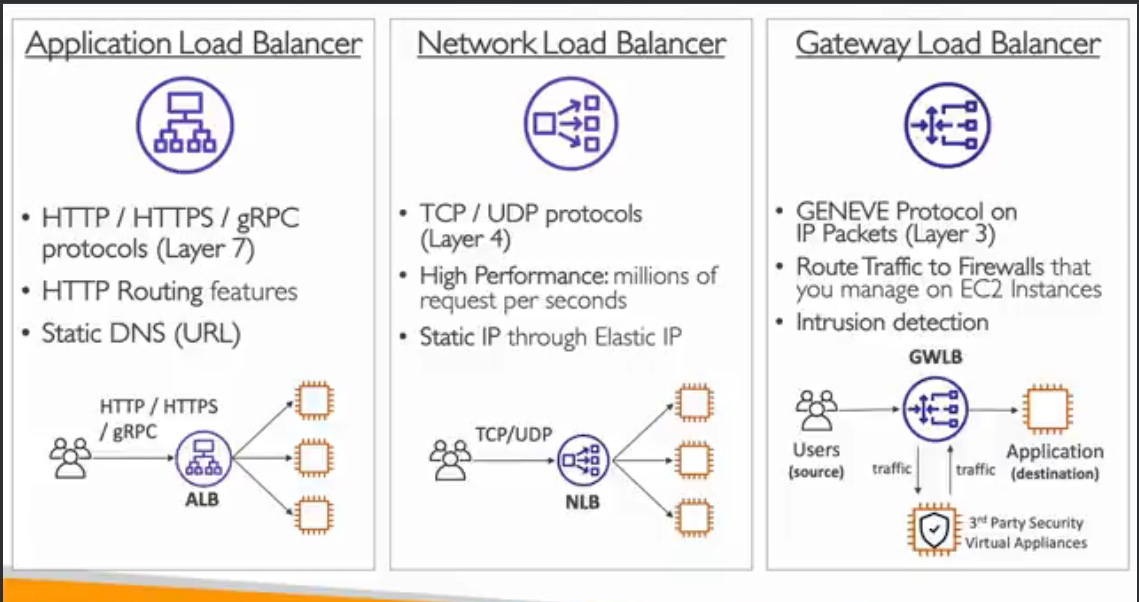 Application Load Balancer
• HTTP / HTTPS / gRPC
protocols (Layer 7)
• HTTP Routing features
• Static DNS (URL)
HTTP / HTTPS
/ gRPC
ALB
Network Load Balancer
• TCP / UDP protocols
(Layer 4)
• High Performance: millions of
request per seconds
• Static IP through Elastic IP
TCP/UDP
NLB
Gateway Load Balancer
• GENEVE Protocol on
IP Packets (Layer 3)
• Route Traffic to Firewalls that
you manage on EC2 Instances
• Intrusion detection
GWLB
Users
(source)
traffic
traffic
Application
(destination)
3rd Party Security
Virtual Appliances